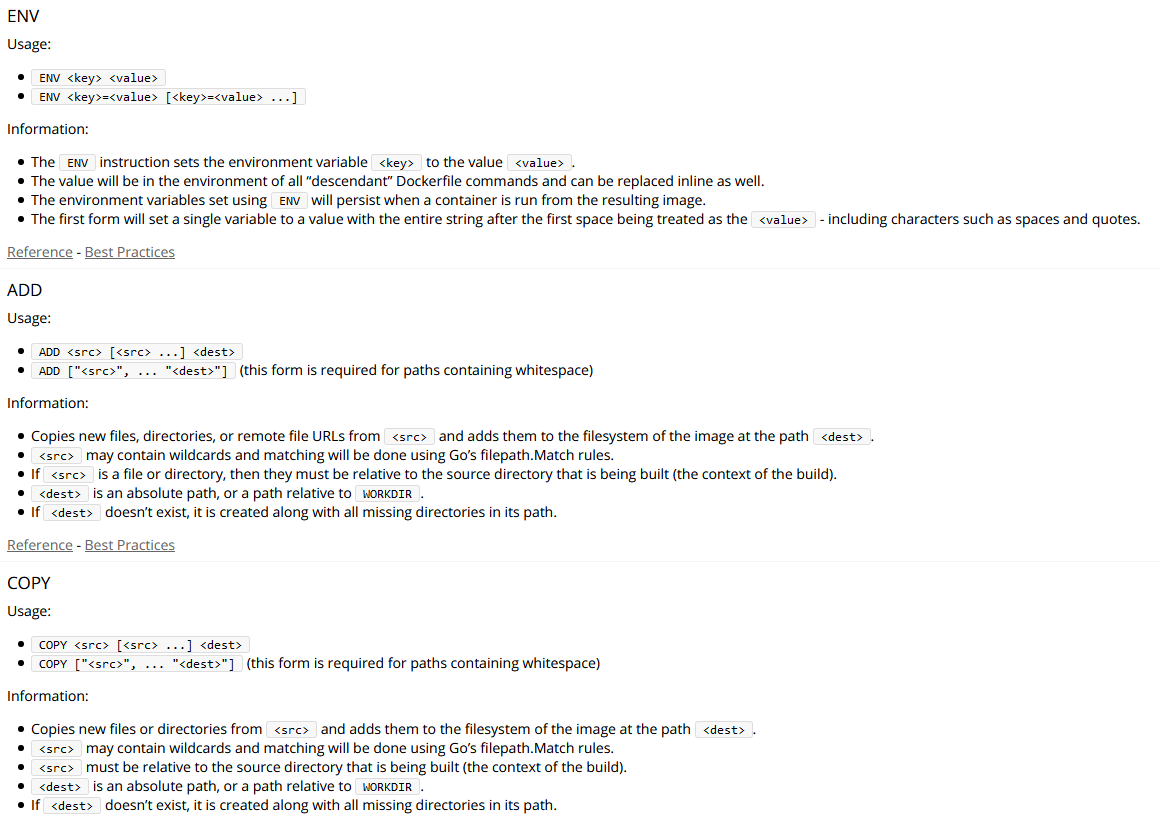 ENV
Usage:
ENV <key> <value>
ENV <key>=<value> [<key>=<value> ...]
Information:
The ENV instruction sets the environment variable <key> to the value <value>.
The value will be in the environment of all “descendant” Dockerfile commands and can be replaced inline as well.
The environment variables set using ENV will persist when a container is run from the resulting image.
The first form will set a single variable to a value with the entire string after the first space being treated as the <value> - including characters such as spaces and quotes.
Reference - Best Practices
ADD
Usage:
ADD <src> [<src> ...] <dest>
ADD ["<src>", ... "<dest>"] (this form is required for paths containing whitespace)
Information:
Copies new files, directories, or remote file URLs from <src> and adds them to the filesystem of the image at the path <dest>.
<src> may contain wildcards and matching will be done using Go’s filepath.Match rules.
If <src> is a file or directory, then they must be relative to the source directory that is being built (the context of the build).
<dest> is an absolute path, or a path relative to WORKDIR.
If <dest> doesn’t exist, it is created along with all missing directories in its path.
Reference - Best Practices
COPY
Usage:
COPY <src> [<src> ...] <dest>
COPY ["<src>", ... "<dest>"] (this form is required for paths containing whitespace)
Information:
Copies new files or directories from <src> and adds them to the filesystem of the image at the path <dest>.
<src> may contain wildcards and matching will be done using Go’s filepath.Match rules.
<src> must be relative to the source directory that is being built (the context of the build).
<dest> is an absolute path, or a path relative to WORKDIR.
If <dest> doesn’t exist, it is created along with all missing directories in its path.